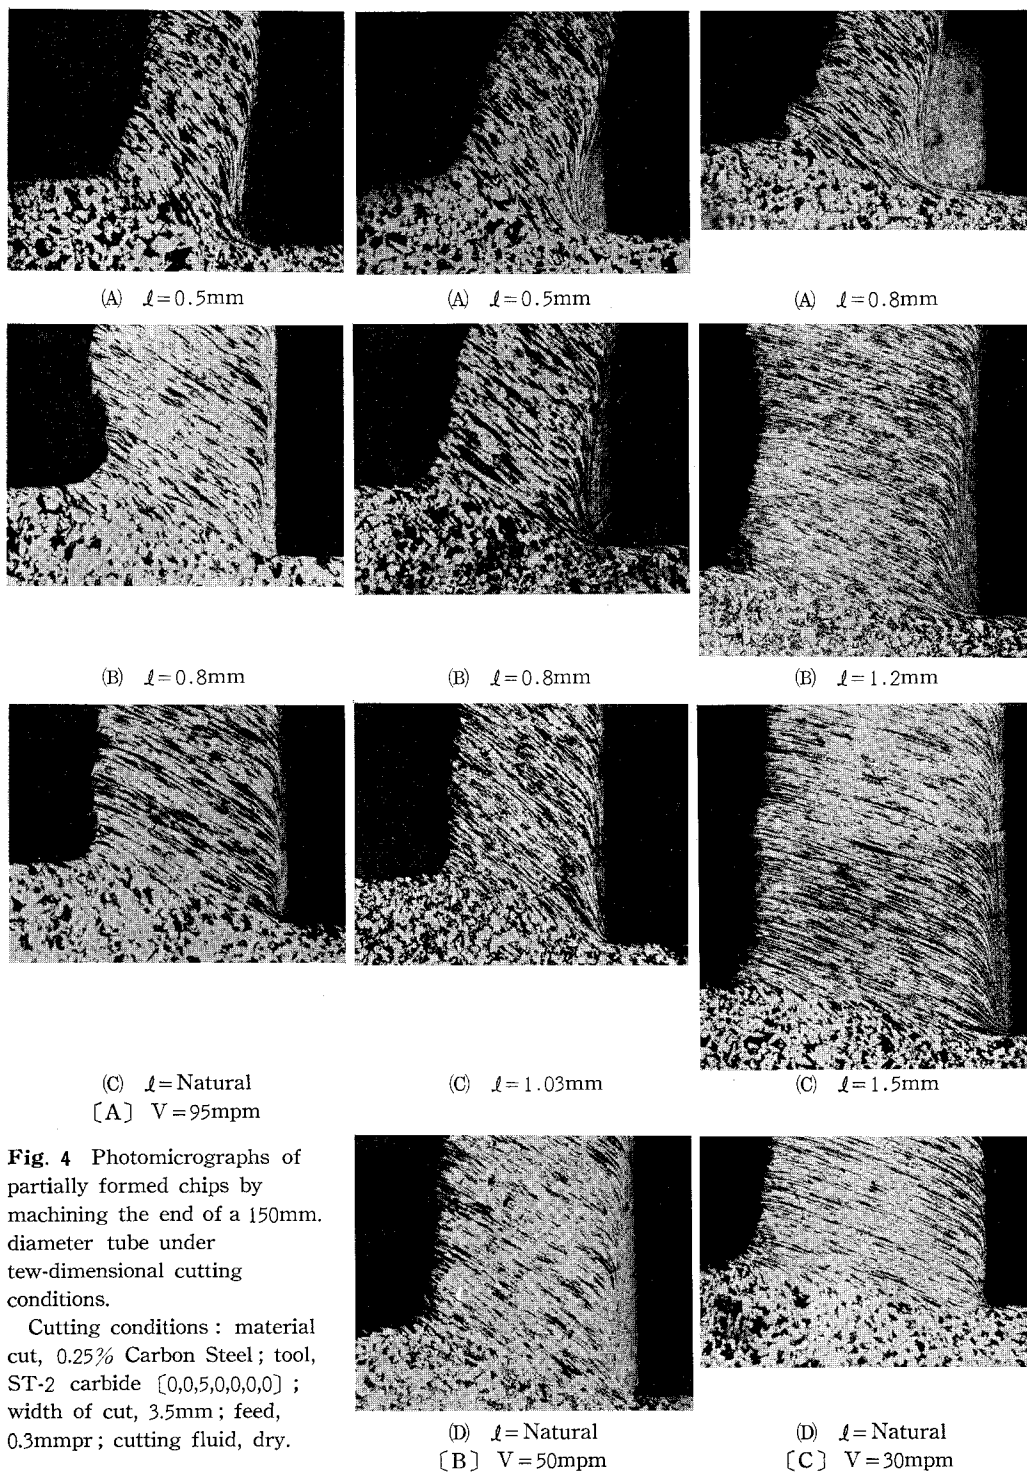 (A) ℓ=0.5mm
(A) ℓ=0.5mm
(A) ℓ=0.8mm
(B) ℓ=0.8mm
(B) ℓ=0.8mm
(B) ℓ=1.2mm
(C) ℓ=Natural
[A] V=95mpm
(C) ℓ=1.03mm
(C) ℓ=1.5mm
Fig. 4 Photomicrographs of
partially formed chips by
machining the end of a 150mm.
diameter tube under
tew-dimensional cutting
conditions.
Cutting conditions : material
cut, 0.25% Carbon Steel ; tool,
ST-2 carbide [0,0,5,0,0,0,0] ;
width of cut, 3.5mm ; feed,
0.3mmpr ; cutting fluid, dry.
(D) ℓ=Natural
[B] V=50mpm
(D) ℓ=Natural
[C] V=30mpm